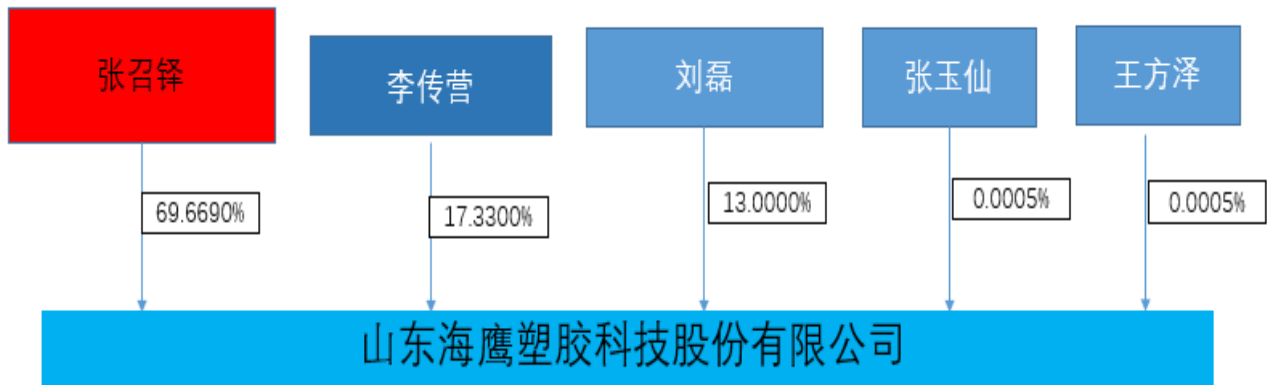 张召铎
李传营
刘磊
张玉仙
王方泽
69.6690%
17.3300%
13.0000%
0.0005%
0.0005%
山东海鹰塑胶科技股份有限公司